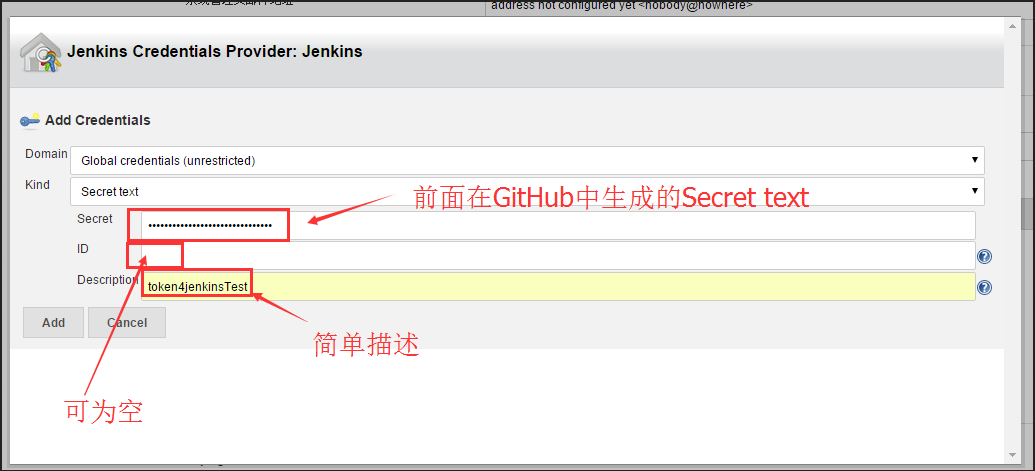 address not configured yet <nobody@nowhere>
Jenkins Credentials Provider: Jenkins
Add Credentials
Domain
Global credentials (unrestricted)
Kind
Secret text
前面在GitHub中生成的Secret text
Secret
•••••••••••••••••••••••••••••••
ID
Description
token4jenkinsTest
Add
Cancel
简单描述
可为空